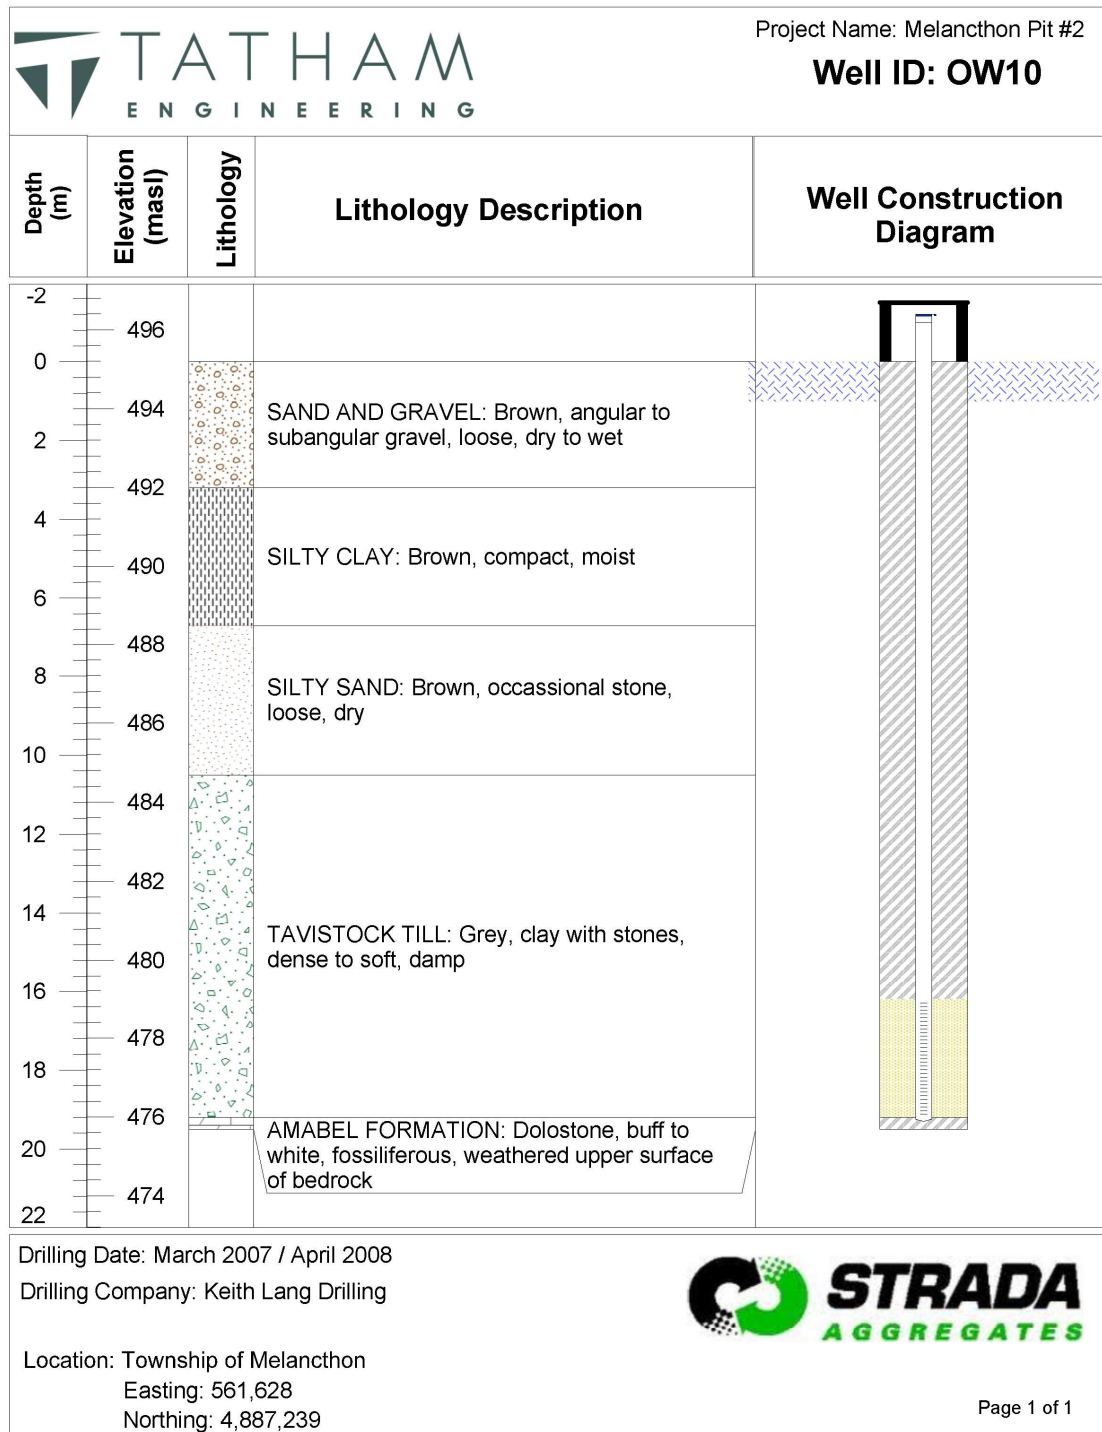 TATHAM
ENGINEERING
Project Name: Melancthon Pit #2
Well ID: OW10
Depth
(m)
Elevation
(masl)
Lithology
Lithology Description
Well Construction
Diagram
-2
496
0
494
SAND AND GRAVEL: Brown, angular to
subangular gravel, loose, dry to wet
2
492
4
490
SILTY CLAY: Brown, compact, moist
6
488
8
SILTY SAND: Brown, occassional stone,
loose, dry
486
10
484
12
482
14
TAVISTOCK TILL: Grey, clay with stones,
dense to soft, damp
480
16
478
18
476
AMABEL FORMATION: Dolostone, buff to
white, fossiliferous, weathered upper surface
of bedrock
20
474
22
Drilling Date: March 2007 / April 2008
Drilling Company: Keith Lang Drilling
STRADA
AGGREGATES
Location: Township of Melancthon
Easting: 561,628
Northing: 4,887,239
Page 1 of 1